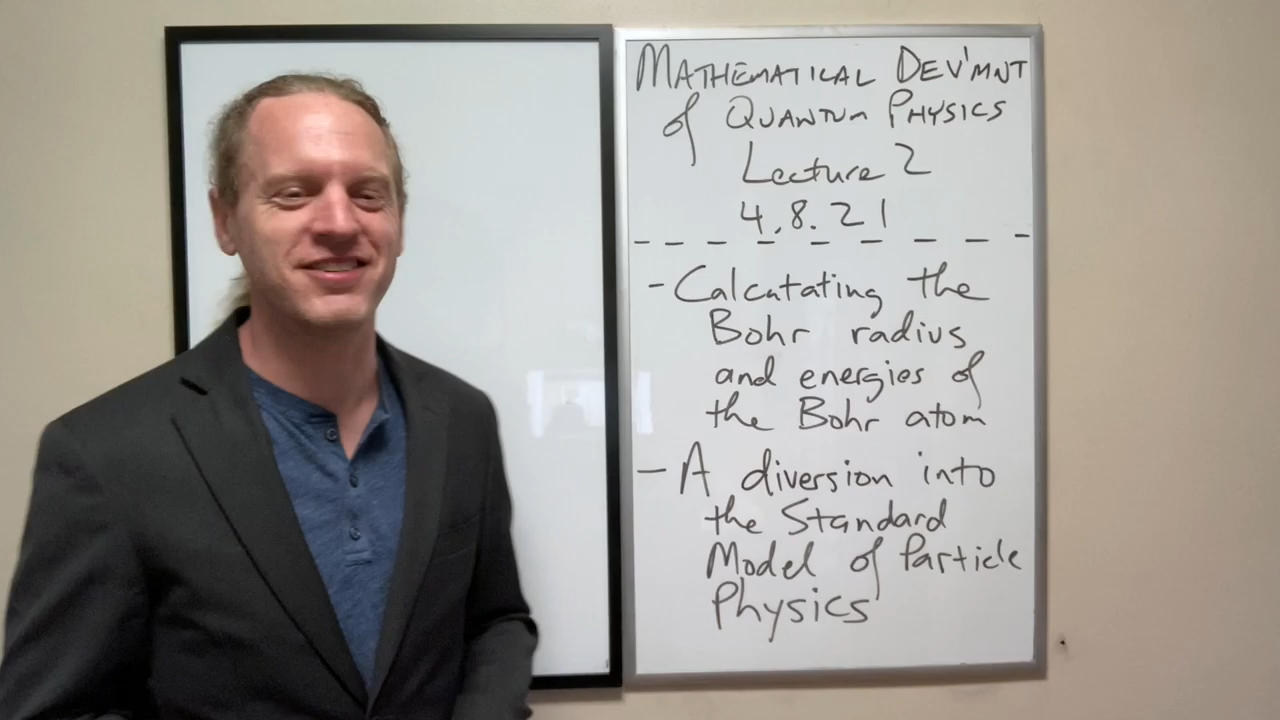 MATHEMATICAL DEV'MNT
of QUANTUM PHYSICS
Lecture 2
4.8.21
- Calcutating the
Bohr radius
and energies of
the Bohr atom
- A diversion into
the Standard
Model of Particle
Physics